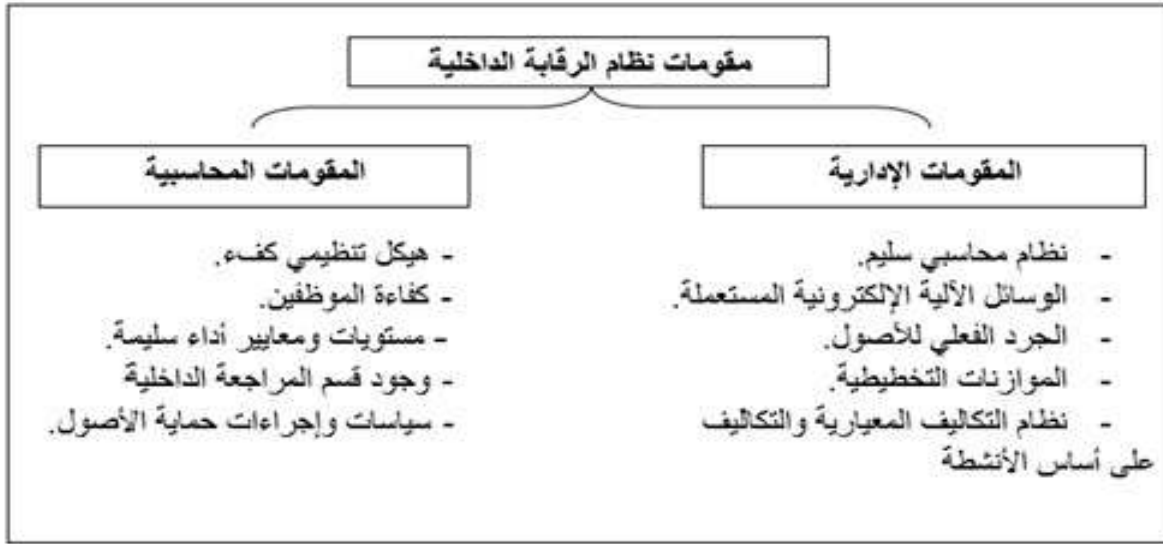 مقومات نظام الرقابة الداخلية
المقومات الإدارية
- نظام محاسبي سليم.
- الوسائل الألية الإلكترونية المستعملة.
- الجرد الفعلي للأصول.
- الموازنات التخطيطية.
- نظام التكاليف المعيارية والتكاليف
على أساس الأنشطة
المقومات المحاسبية
- هيكل تنظيمي كفء.
- كفاءة الموظفين.
- مستويات ومعايير أداء سليمة.
- وجود قسم المراجعة الداخلية
- سياسات وإجراءات حماية الأصول.